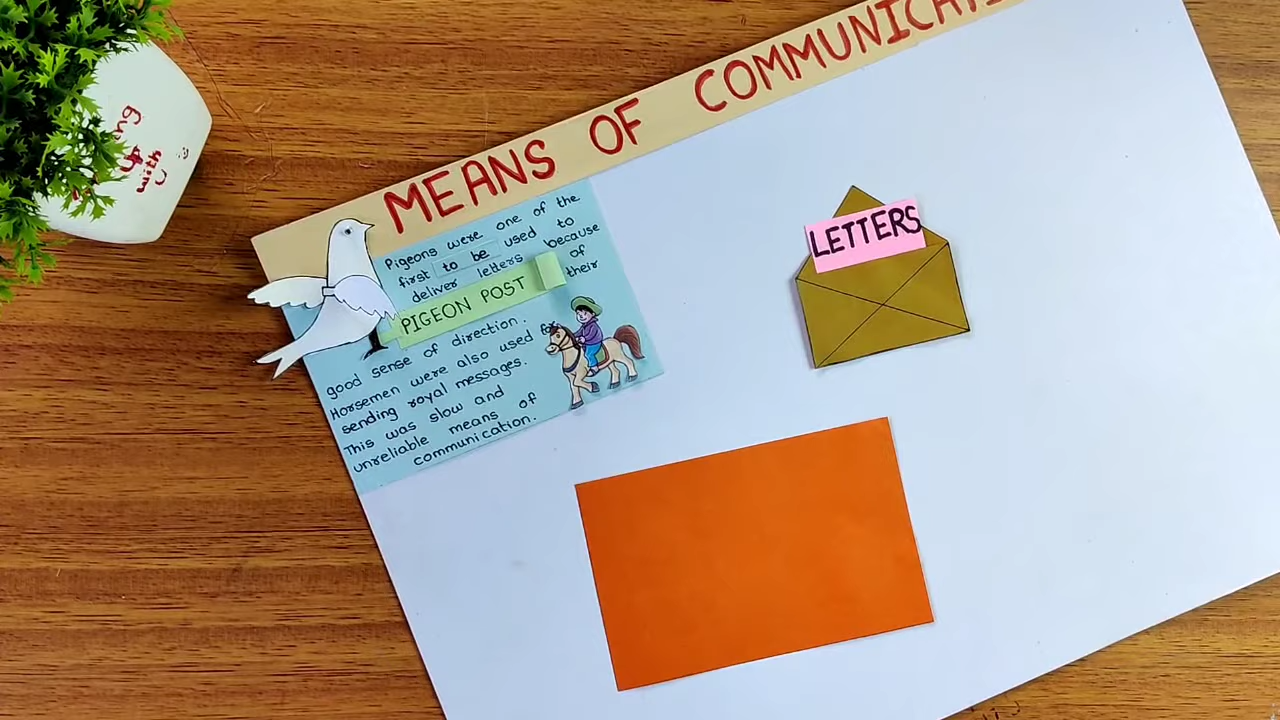 MEANS OF COMMUNICATI
Pigeons were one of the
first to be used to
deliver letters because
of
PIGEON POST
their
good sense of direction.
Horsemen were also used for
sending royal messages.
This was slow and
unreliable means of
communication.
LETTERS
up
with